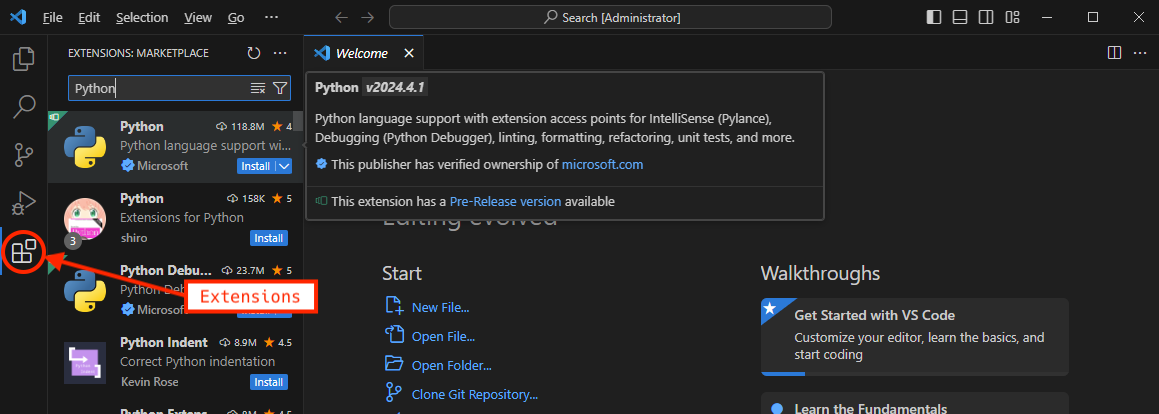 File Edit Selection View Go ···
Search [Administrator]
EXTENSIONS: MARKETPLACE
Welcome
Python
Python v2024.4.1
Python language support with extension access points for IntelliSense (Pylance),
Debugging (Python Debugger), linting, formatting, refactoring, unit tests, and more.
This publisher has verified ownership of microsoft.com
This extension has a Pre-Release version available
Python 118.8M 4
Python language support wi...
Microsoft Install
Python 158K 5
Extensions for Python
shiro Install
3
Python Debu... 23.7M 5
Python
Microsoft
Extensions
Python Indent 8.9M 4.5
Correct Python indentation
Kevin Rose Install
Python Exten... 8M 4.5
Editing evolved
Start
New File...
Open File...
Open Folder...
Clone Git Repository...
Walkthroughs
Get Started with VS Code
Customize your editor, learn the basics, and
start coding
Learn the Fundamentals